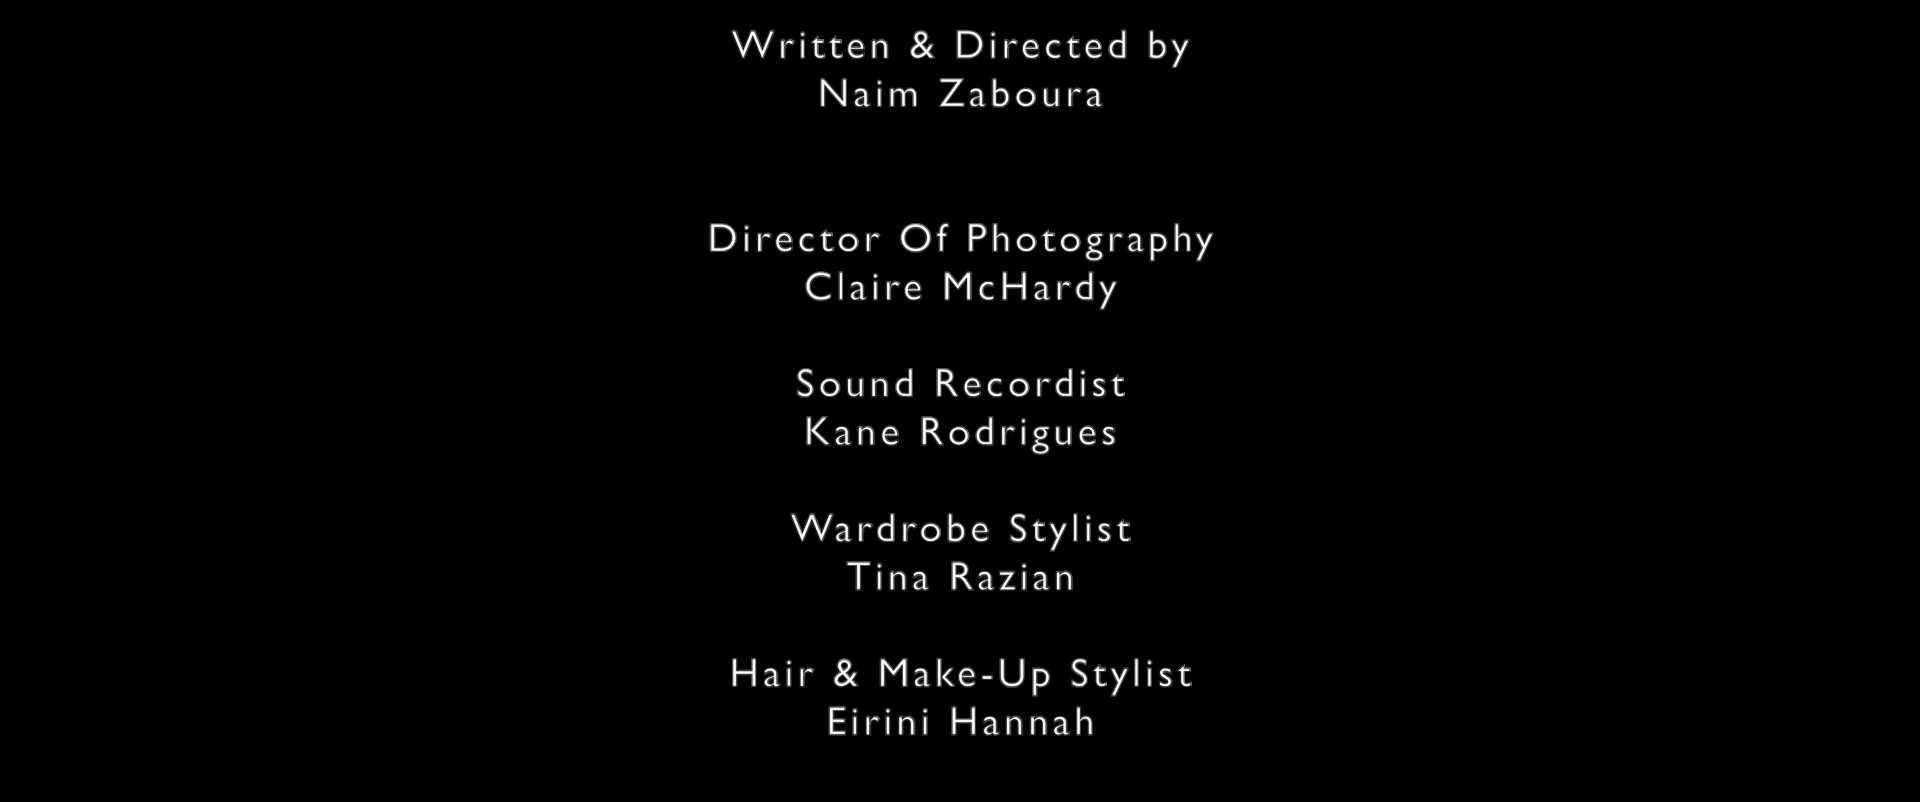 Written & Directed by
Naim Zaboura
Director Of Photography
Claire McHardy
Sound Recordist
Kane Rodrigues
Wardrobe Stylist
Tina Razian
Hair & Make-Up Stylist
Eirini Hannah